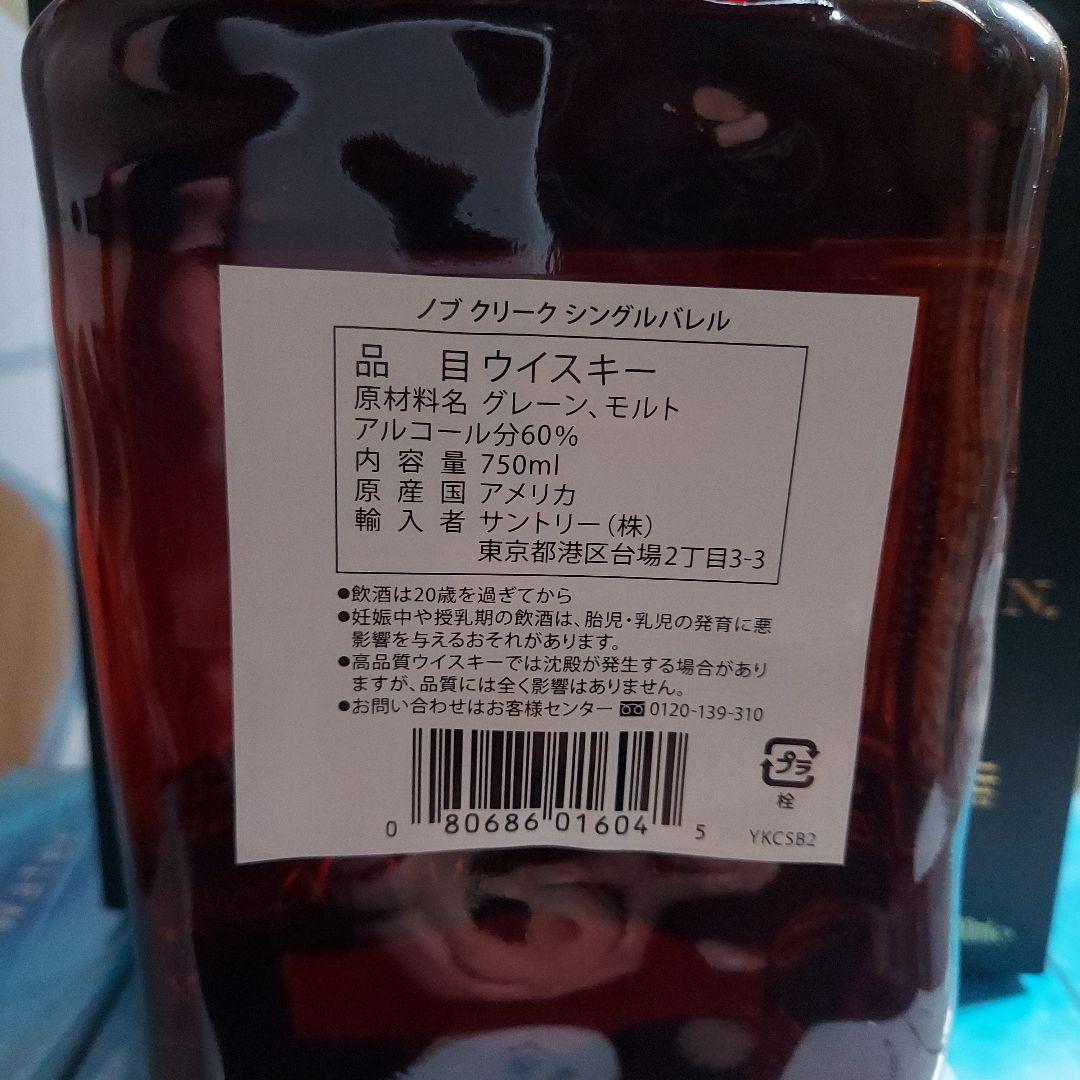 ノブ クリーク シングルバレル
品 目 ウイスキー
原材料名 グレーン、モルト
アルコール分60%
内容量 750ml
原産国 アメリカ
輸入者 サントリー(株)
東京都港区台場2丁目3-3
●飲酒は20歳を過ぎてから
●妊娠中や授乳期の飲酒は、胎児・乳児の発育に悪
影響を与えるおそれがあります。
●高品質ウイスキーでは沈殿が発生する場合があり
ますが、品質には全く影響はありません。
●お問い合わせはお客様センター 0120-139-310
プラ
栓
0 80686 01604 5
YKCSB2